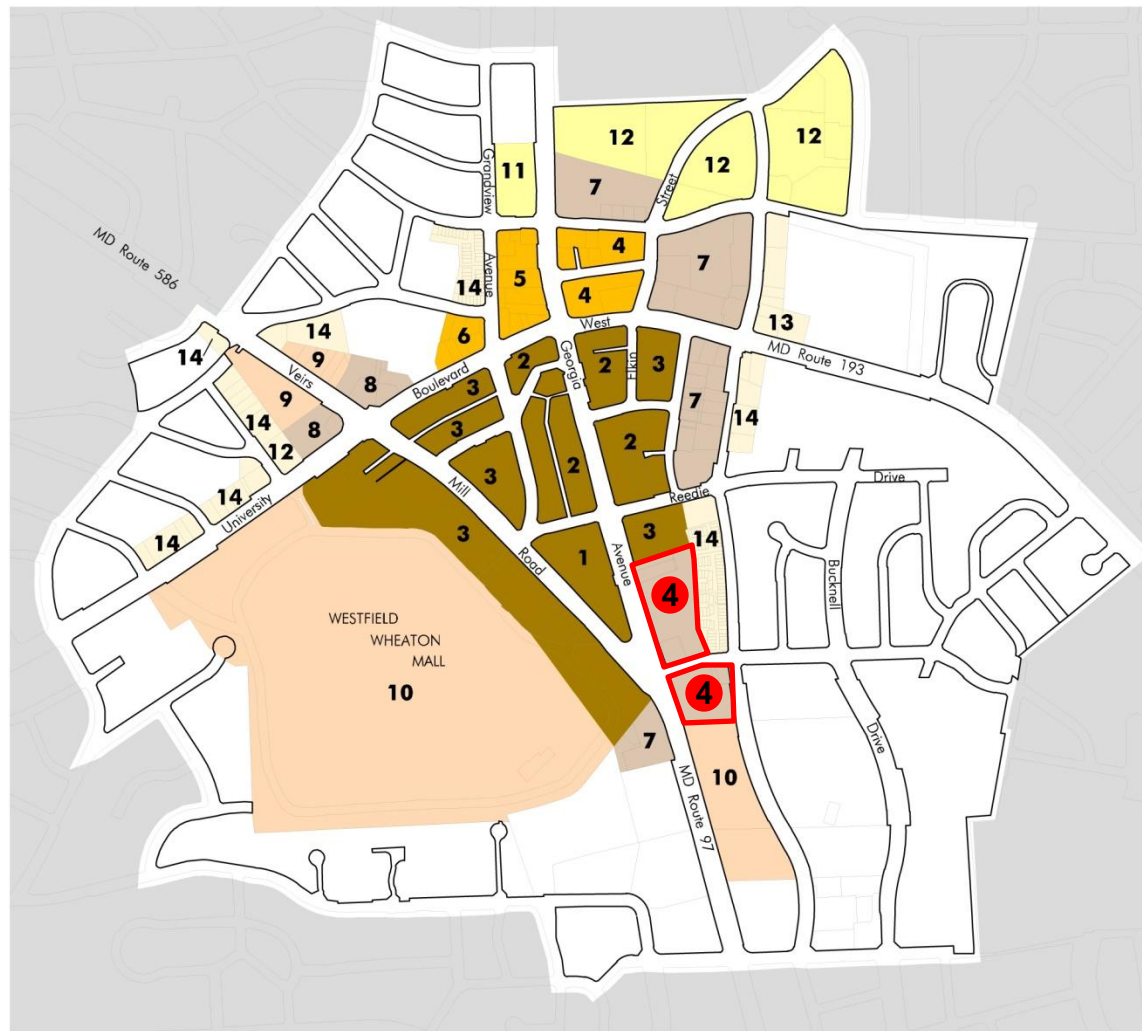 12
12
12
11
7
Grandview
Street
MD Route 586
4
7
5
Avenue
14
4
West
13
6
14
MD Route 193
14
9
2
Georgia
2
Elkin
3
Veirs
8
Boulevard
3
9
7
14
14
3
8
12
2
3
2
14
Mill
Reedie
Drive
University
14
3
3
14
1
Road
Avenue
Bucknell
4
WESTFIELD
WHEATON
MALL
10
4
Drive
7
10
MD Route 97